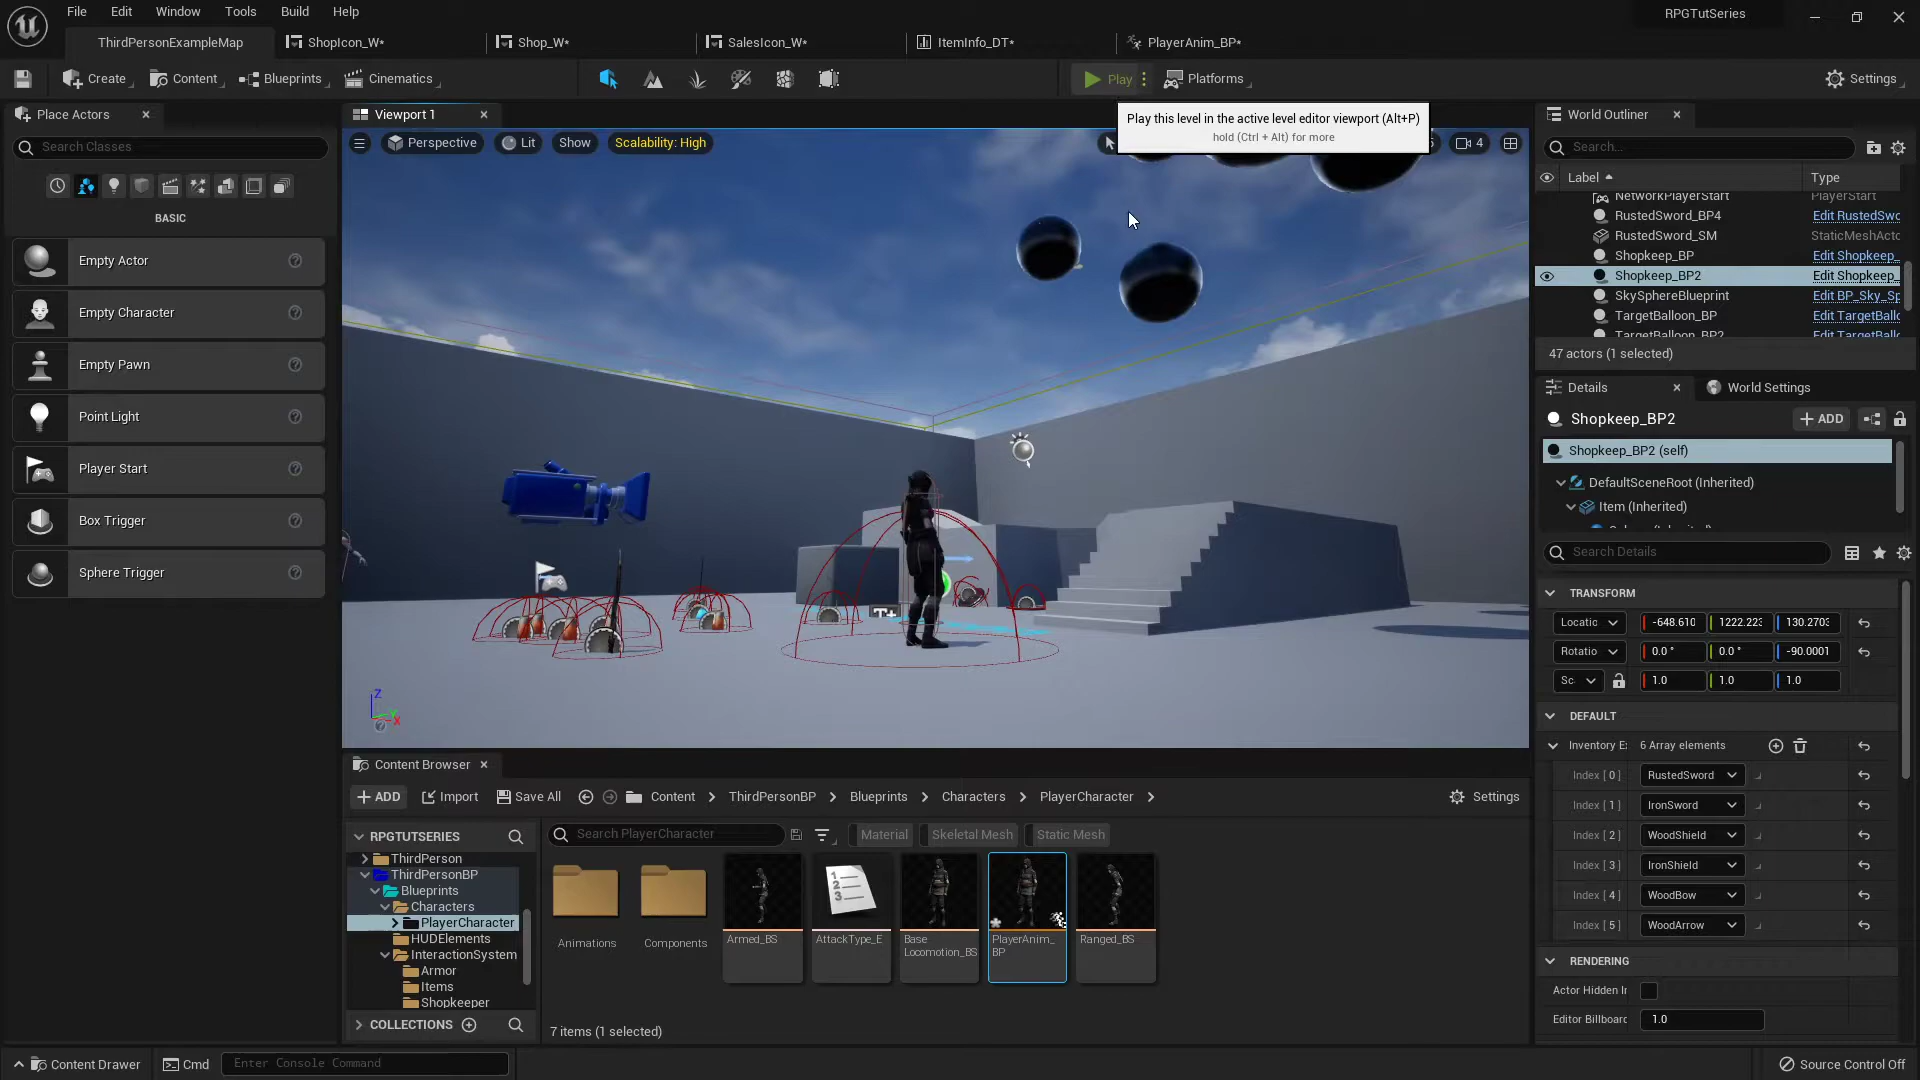 File Edit Window Tools Build Help
RPGTutSeries
ThirdPersonExampleMap ShopIcon_W* Shop_W* SalesIcon_W* ItemInfo_DT* PlayerAnim_BP*
Create Content Blueprints Cinematics Play Platforms Settings
Place Actors
Search Classes
BASIC
Empty Actor
Empty Character
Empty Pawn
Point Light
Player Start
Box Trigger
Sphere Trigger
Viewport 1
Perspective Lit Show Scalability: High
4
Play this level in the active level editor viewport (Alt+P)
hold (Ctrl + Alt) for more
T+
Z
Y
X
World Outliner
Search...
Label Type
NetworkPlayerStart PlayerStart
RustedSword_BP4 Edit RustedSwo
RustedSword_SM StaticMeshActo
Shopkeep_BP Edit Shopkeep_
Shopkeep_BP2 Edit Shopkeep_
SkySphereBlueprint Edit BP_Sky_Sp
TargetBalloon_BP Edit TargetBallo
TargetBalloon_BP2 Edit TargetBallo
47 actors (1 selected)
Details World Settings
Shopkeep_BP2 ADD
Shopkeep_BP2 (self)
DefaultSceneRoot (Inherited)
Item (Inherited)
Search Details
TRANSFORM
Locatic -648.610 1222.223 130.2703
Rotatio 0.0 ° 0.0 ° -90.0001
Sc 1.0 1.0 1.0
DEFAULT
Inventory E 6 Array elements
Index [ 0 ] RustedSword
Index [ 1 ] IronSword
Index [ 2 ] WoodShield
Index [ 3 ] IronShield
Index [ 4 ] WoodBow
Index [ 5 ] WoodArrow
RENDERING
Actor Hidden Ir
Editor Billboard 1.0
Content Browser
ADD Import Save All Content ThirdPersonBP Blueprints Characters PlayerCharacter Settings
RPGTUTSERIES
ThirdPerson
ThirdPersonBP
Blueprints
Characters
PlayerCharacter
HUDElements
InteractionSystem
Armor
Items
Shopkeeper
COLLECTIONS
Search PlayerCharacter Material Skeletal Mesh Static Mesh
Animations
Components
Armed_BS
AttackType_E
Base
Locomotion_BS
PlayerAnim_
BP
Ranged_BS
7 items (1 selected)
Content Drawer Cmd Enter Console Command Source Control Off